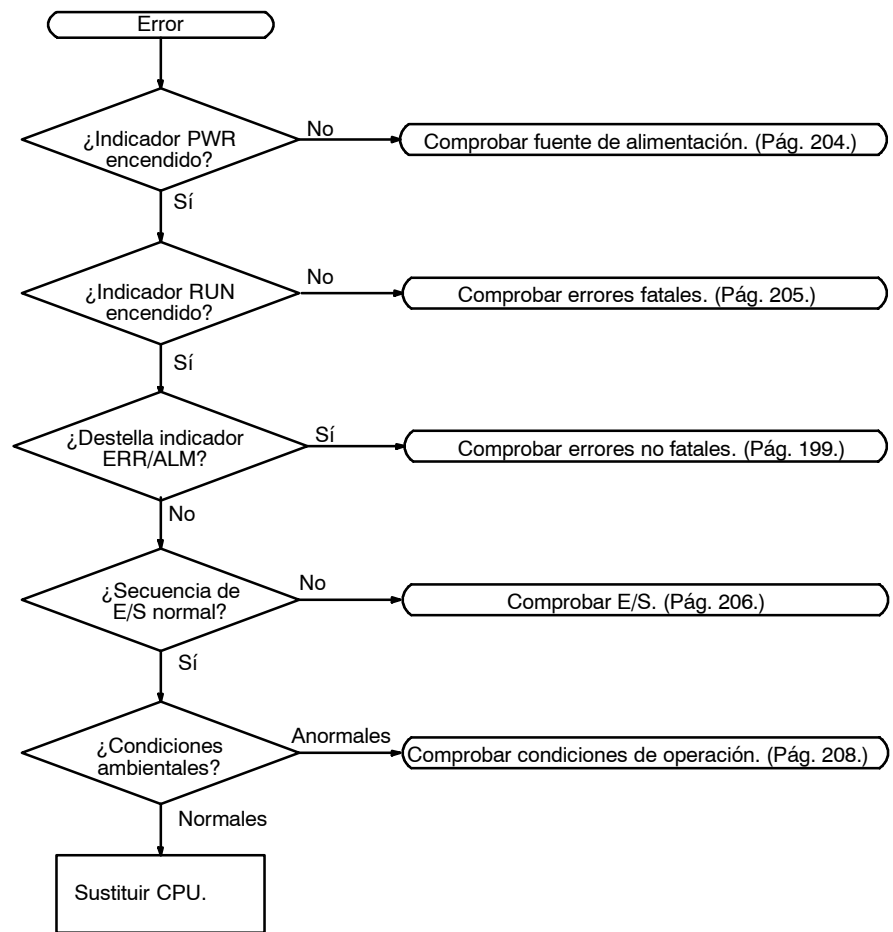 Error
¿Indicador PWR
encendido?
No
Comprobar fuente de alimentación. (Pág. 204.)
Sí
¿Indicador RUN
encendido?
No
Comprobar errores fatales. (Pág. 205.)
Sí
¿Destella indicador
ERR/ALM?
Sí
Comprobar errores no fatales. (Pág. 199.)
No
¿Secuencia de
E/S normal?
No
Comprobar E/S. (Pág. 206.)
Sí
¿Condiciones
ambientales?
Anormales
Comprobar condiciones de operación. (Pág. 208.)
Normales
Sustituir CPU.